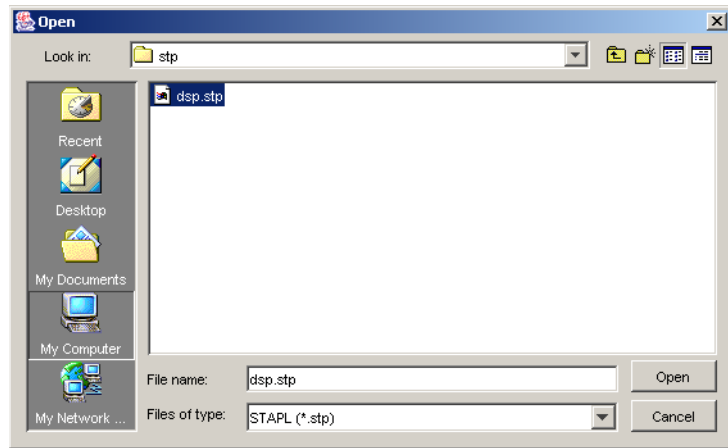 Open
Look in: stp
dsp.stp
Recent
Desktop
My Documents
My Computer
My Network ...
File name: dsp.stp Open
Files of type: STAPL (*.stp) Cancel